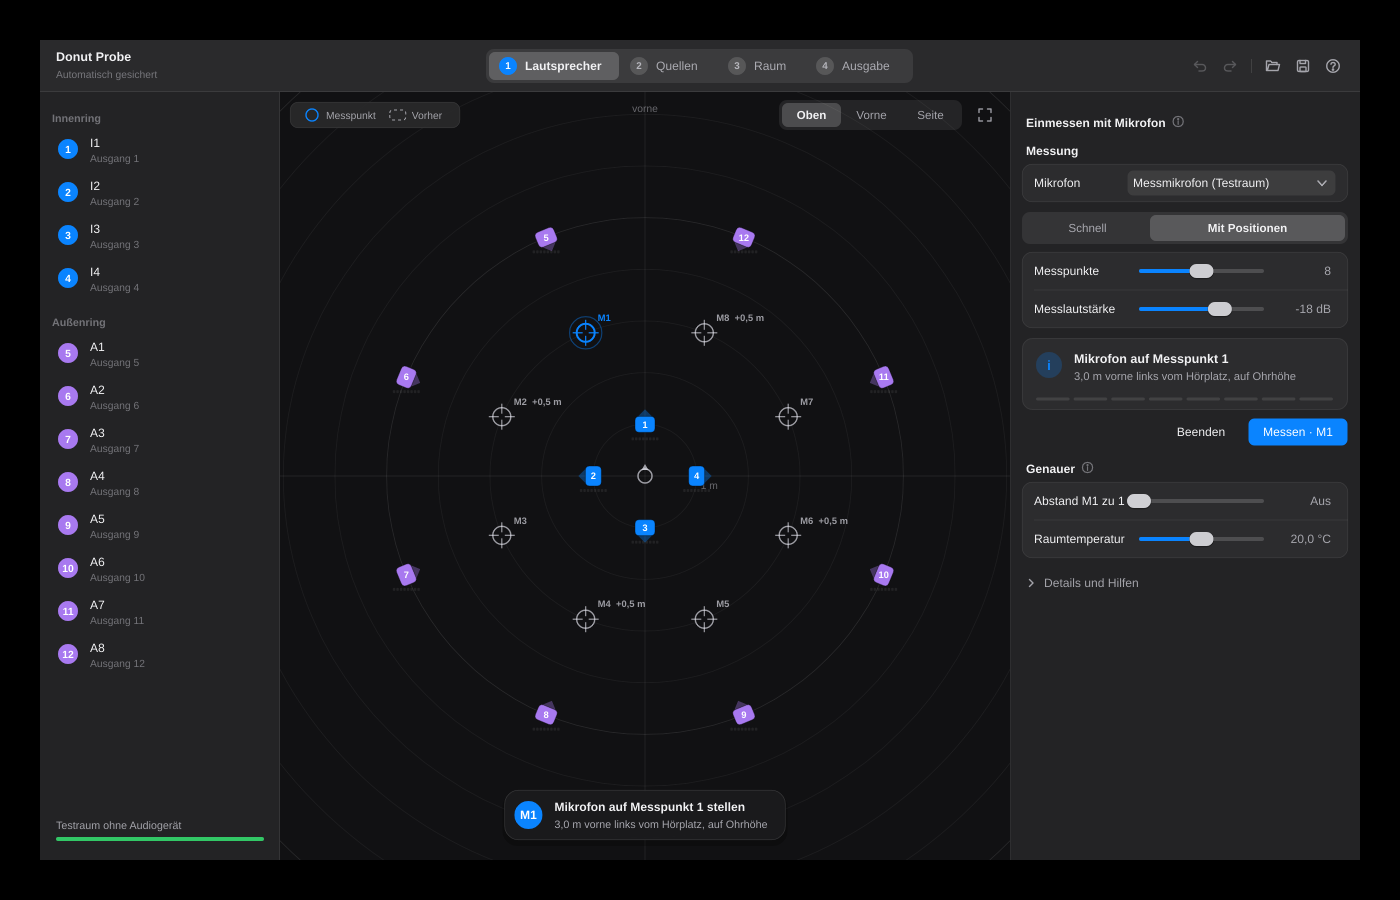 Donut Probe
Automatisch gesichert
1 Lautsprecher
2 Quellen
3 Raum
4 Ausgabe
Innenring
1 I1
Ausgang 1
2 I2
Ausgang 2
3 I3
Ausgang 3
4 I4
Ausgang 4
Außenring
5 A1
Ausgang 5
6 A2
Ausgang 6
7 A3
Ausgang 7
8 A4
Ausgang 8
9 A5
Ausgang 9
10 A6
Ausgang 10
11 A7
Ausgang 11
12 A8
Ausgang 12
Testraum ohne Audiogerät
Messpunkt Vorher
vorne
Oben Vorne Seite
5
12
M1
M8 +0,5 m
6
11
M2 +0,5 m
M7
1
2
4
1 m
3
M3
M6 +0,5 m
7
10
M4 +0,5 m
M5
8
9
M1
Mikrofon auf Messpunkt 1 stellen
3,0 m vorne links vom Hörplatz, auf Ohrhöhe
Einmessen mit Mikrofon
Messung
Mikrofon Messmikrofon (Testraum)
Schnell Mit Positionen
Messpunkte 8
Messlautstärke -18 dB
Mikrofon auf Messpunkt 1
3,0 m vorne links vom Hörplatz, auf Ohrhöhe
Beenden Messen · M1
Genauer
Abstand M1 zu 1 Aus
Raumtemperatur 20,0 °C
Details und Hilfen